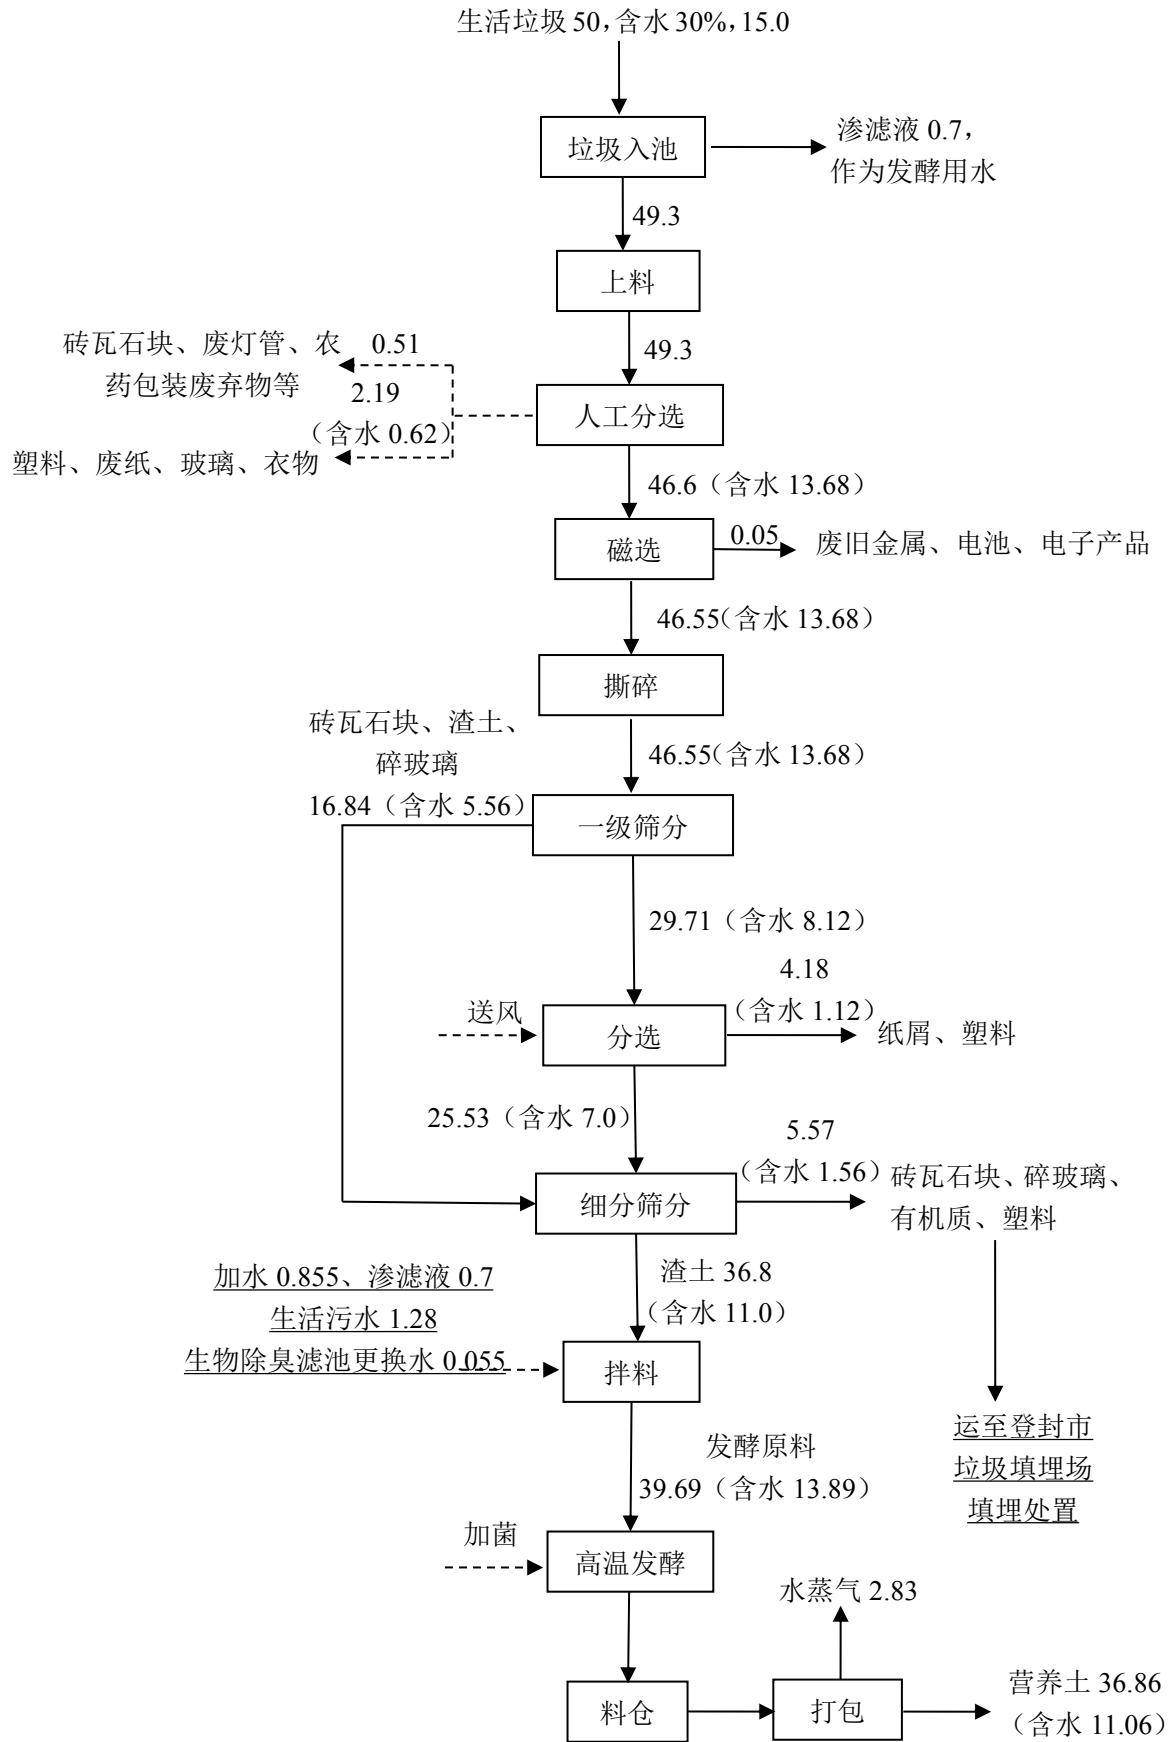 生活垃圾 50，含水 30%，15.0
垃圾入池
渗滤液 0.7，
作为发酵用水
49.3
上料
49.3
砖瓦石块、废灯管、农
药包装废弃物等
0.51
2.19
（含水 0.62）
塑料、废纸、玻璃、衣物
人工分选
46.6（含水 13.68）
磁选
0.05
废旧金属、电池、电子产品
46.55（含水 13.68）
撕碎
46.55（含水 13.68）
砖瓦石块、渣土、
碎玻璃
16.84（含水 5.56）
一级筛分
29.71（含水 8.12）
送风
分选
4.18
（含水 1.12）
纸屑、塑料
25.53（含水 7.0）
细分筛分
5.57
（含水 1.56）
砖瓦石块、碎玻璃、
有机质、塑料
运至登封市
垃圾填埋场
填埋处置
渣土 36.8
（含水 11.0）
加水 0.855、渗滤液 0.7
生活污水 1.28
生物除臭滤池更换水 0.055
拌料
发酵原料
39.69（含水 13.89）
加菌
高温发酵
料仓
打包
水蒸气 2.83
营养土 36.86
（含水 11.06）